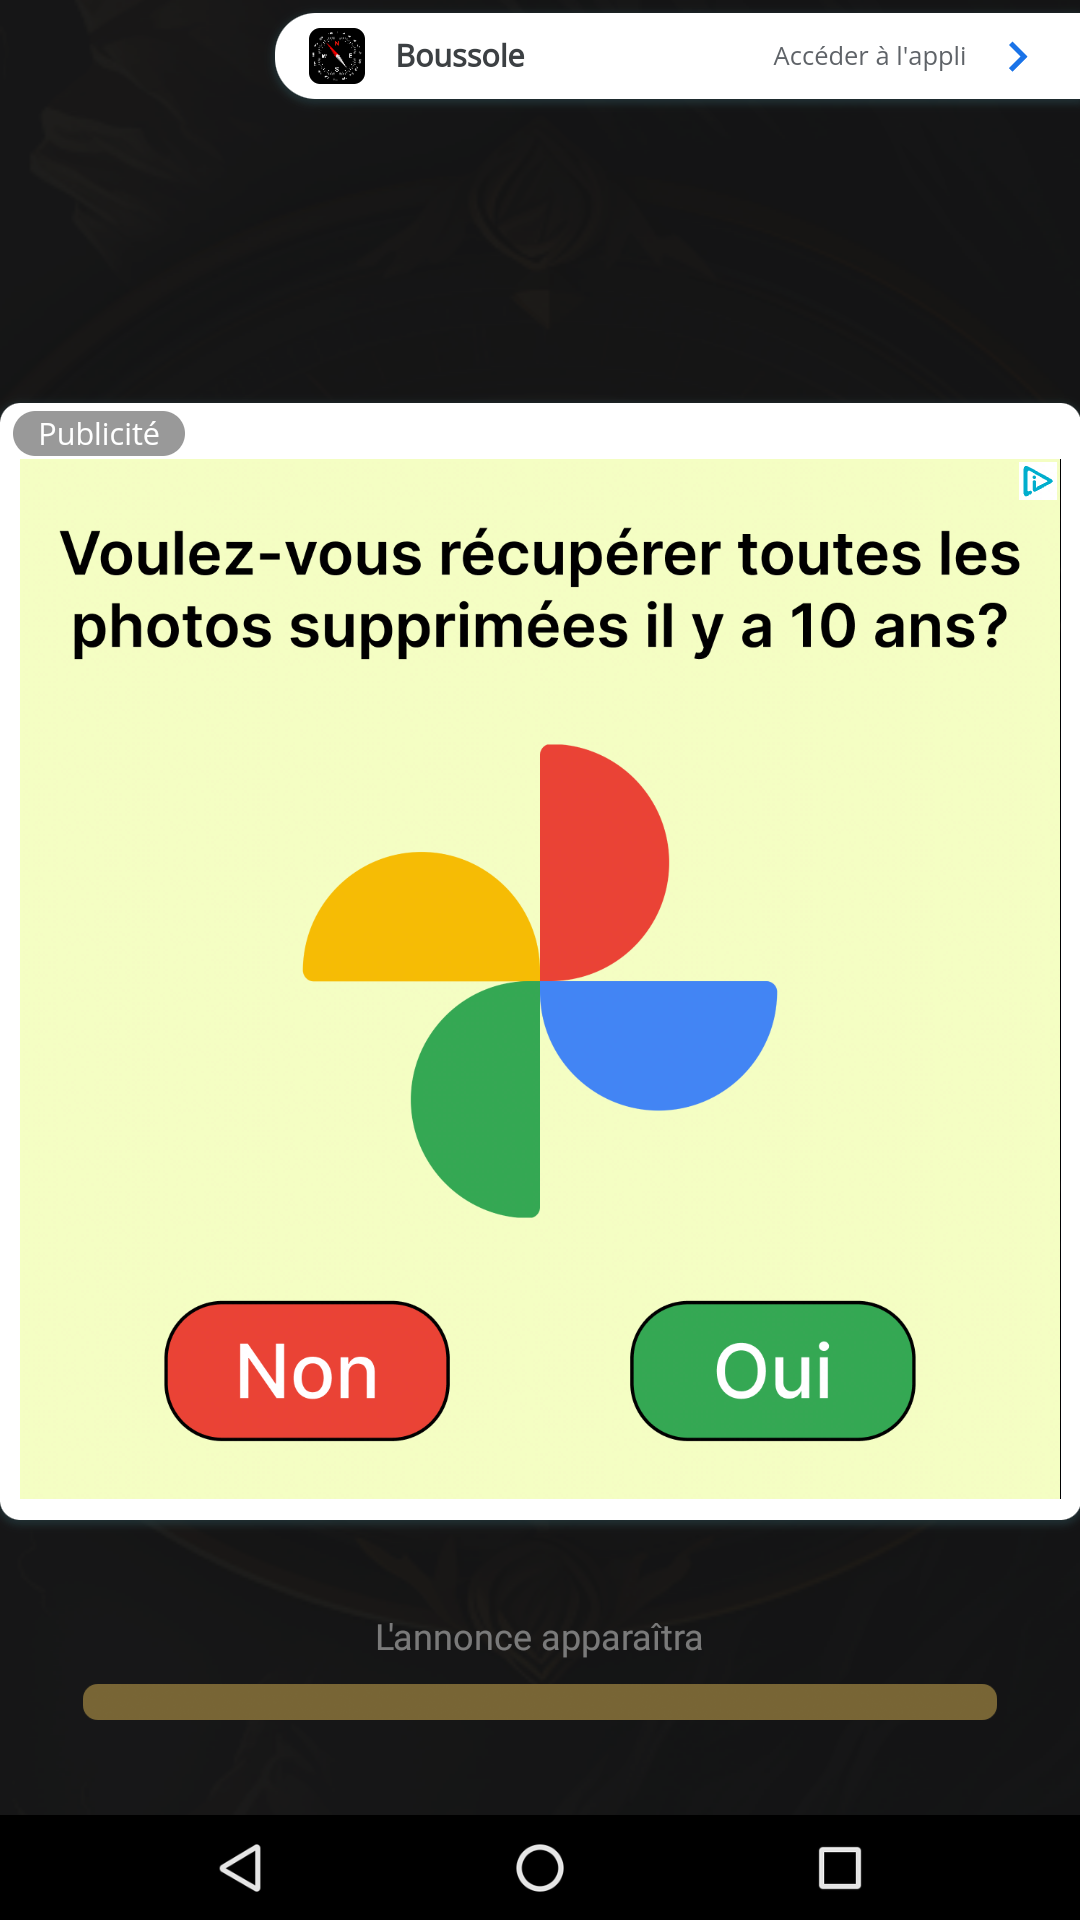 Boussole Accéder à l'appli
Publicité
Voulez-vous récupérer toutes les
photos supprimées il y a 10 ans?
Non Oui
L'annonce apparaîtra